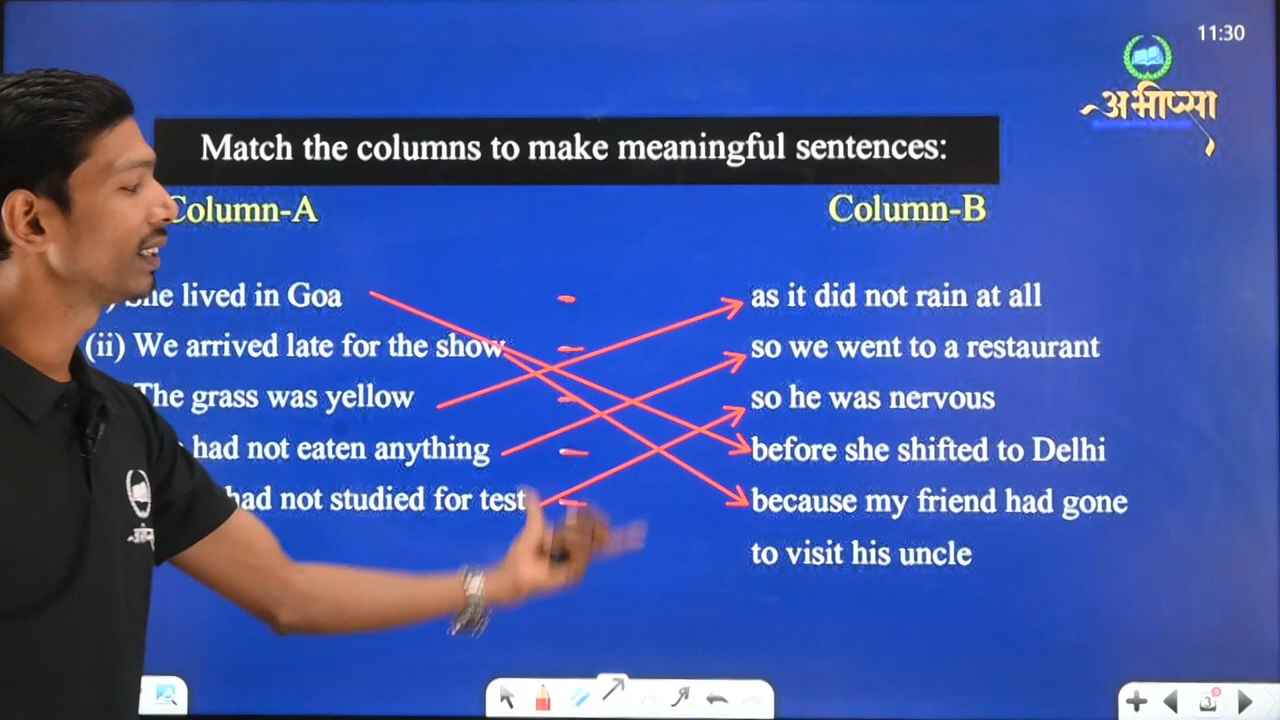 11:30
अभीप्सा
Match the columns to make meaningful sentences:
Column-A
Column-B
She lived in Goa
as it did not rain at all
(ii) We arrived late for the show
so we went to a restaurant
The grass was yellow
so he was nervous
had not eaten anything
before she shifted to Delhi
had not studied for test
because my friend had gone
to visit his uncle
3